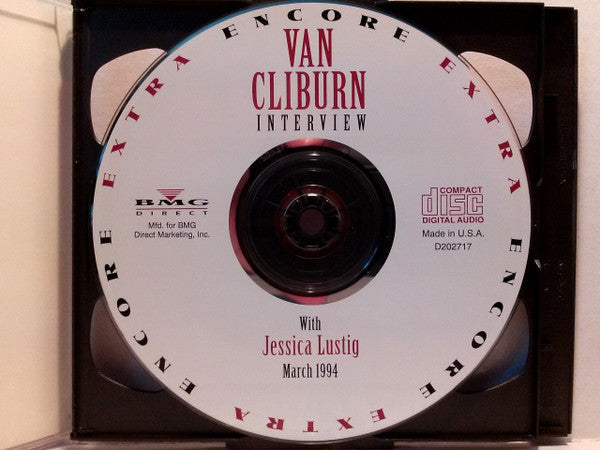 ENCORE EXTRA ENCORE EXTRA ENCORE EXTRA
VAN
CLIBURN
INTERVIEW
BMG
DIRECT
Mfd. for BMG
Direct Marketing, Inc.
COMPACT
disc
DIGITAL AUDIO
Made in U.S.A.
D202717
With
Jessica Lustig
March 1994